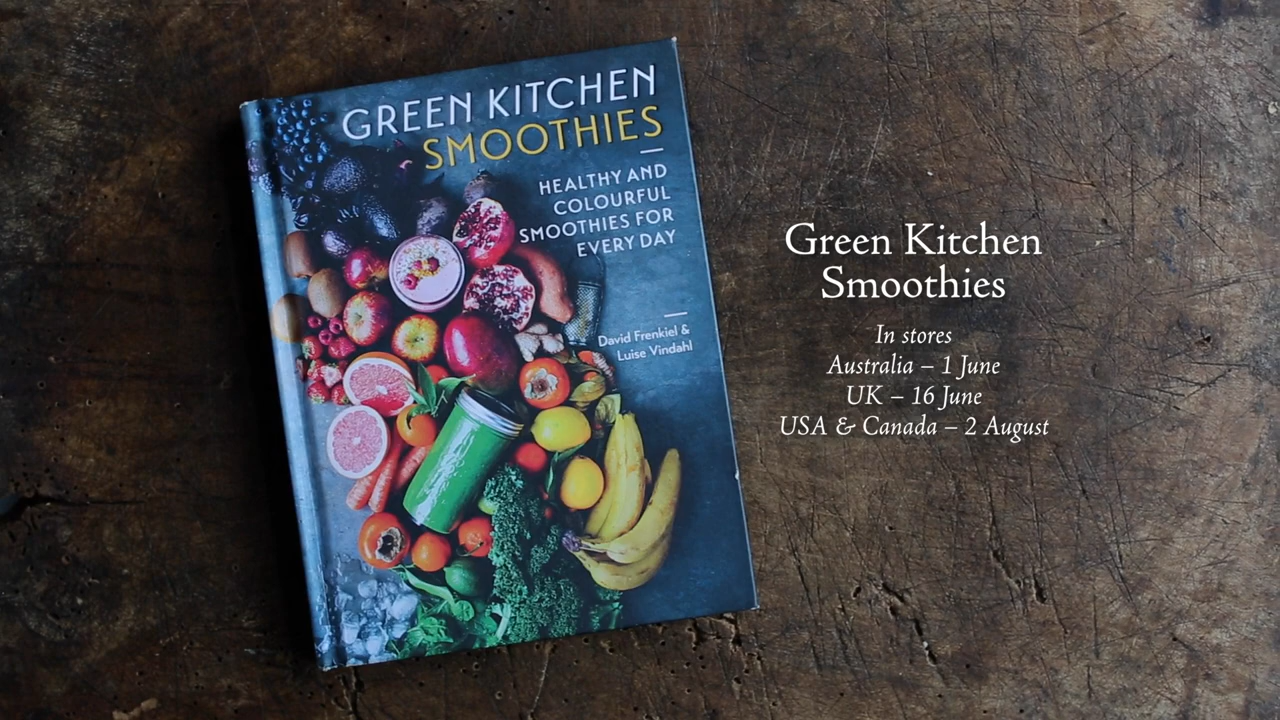 GREEN KITCHEN
SMOOTHIES
HEALTHY AND
COLOURFUL
SMOOTHIES FOR
EVERY DAY
David Frenkiel &
Luise Vindahl
Green Kitchen
Smoothies
In stores
Australia – 1 June
UK – 16 June
USA & Canada – 2 August